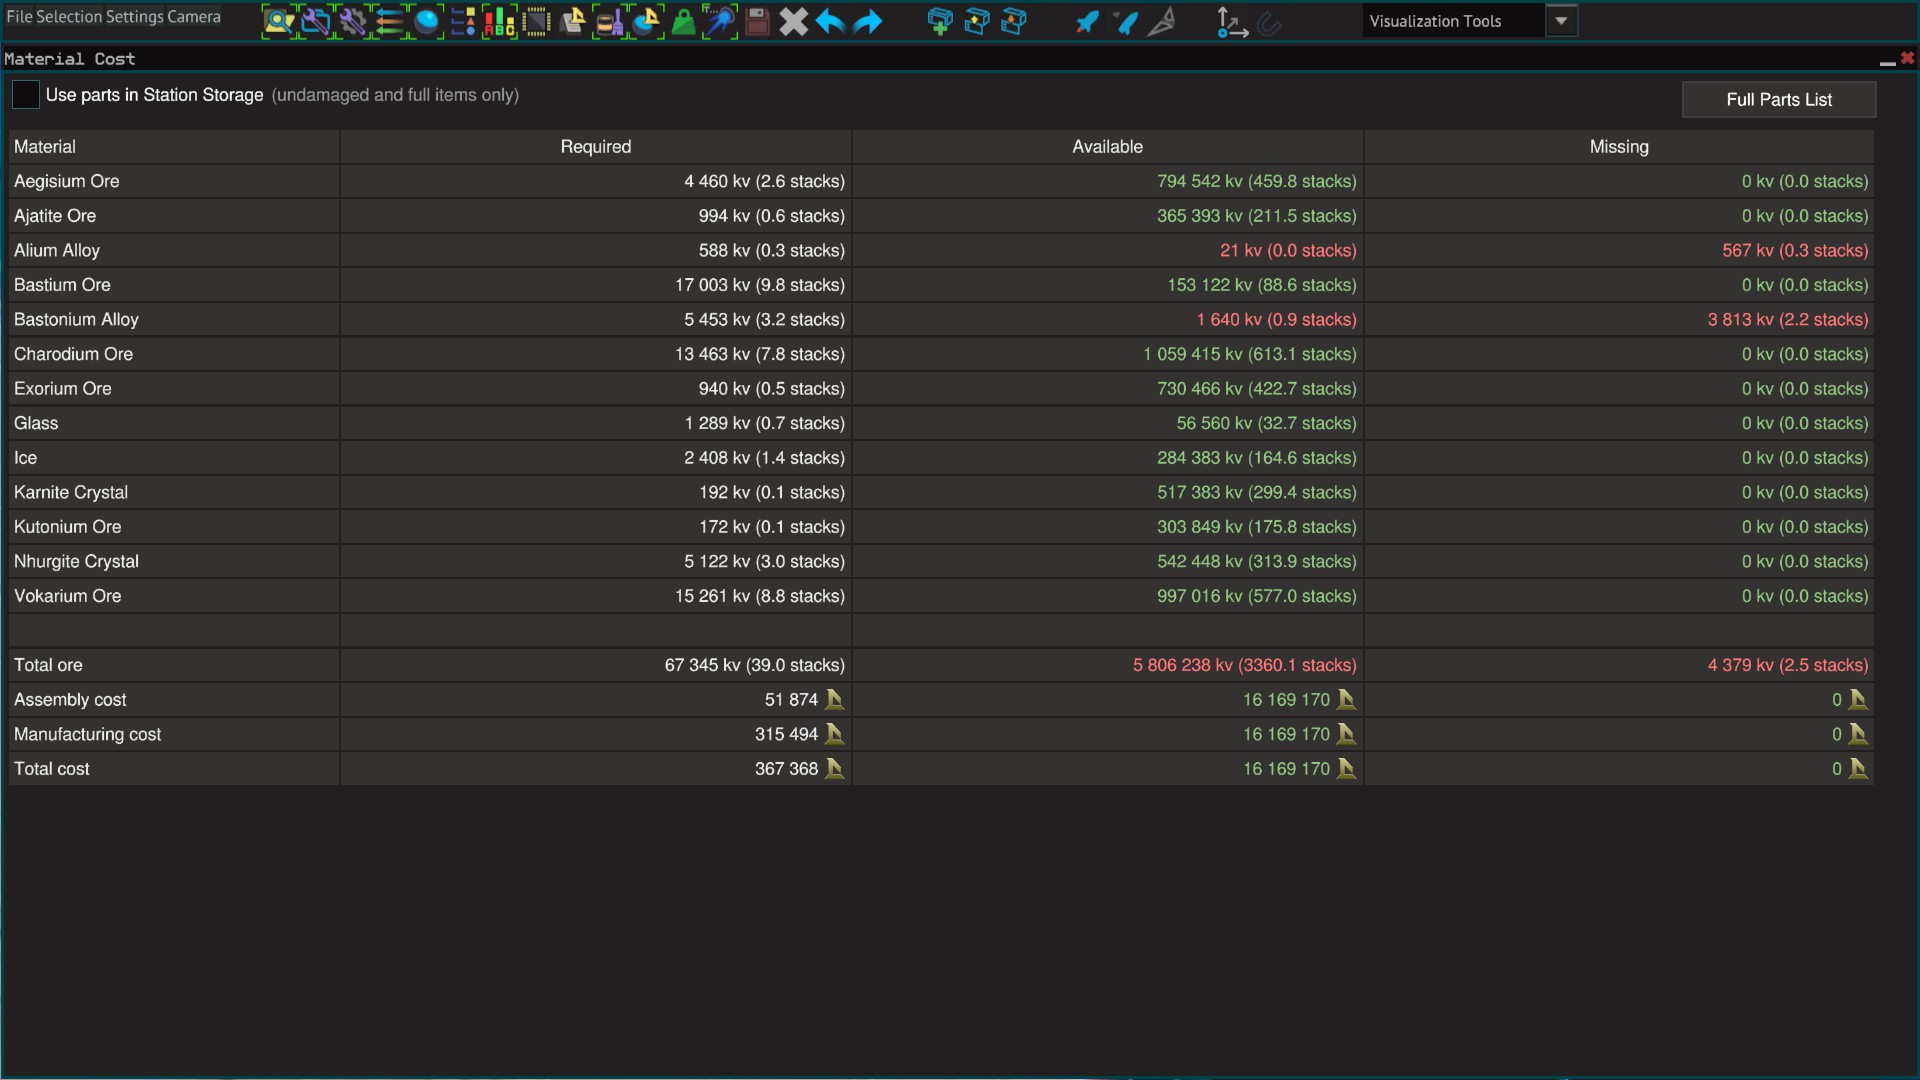 File Selection Settings Camera
Visualization Tools
Material Cost
Use parts in Station Storage (undamaged and full items only)
Full Parts List
Material Required Available Missing
Aegisium Ore 4 460 kv (2.6 stacks) 794 542 kv (459.8 stacks) 0 kv (0.0 stacks)
Ajatite Ore 994 kv (0.6 stacks) 365 393 kv (211.5 stacks) 0 kv (0.0 stacks)
Alium Alloy 588 kv (0.3 stacks) 21 kv (0.0 stacks) 567 kv (0.3 stacks)
Bastium Ore 17 003 kv (9.8 stacks) 153 122 kv (88.6 stacks) 0 kv (0.0 stacks)
Bastonium Alloy 5 453 kv (3.2 stacks) 1 640 kv (0.9 stacks) 3 813 kv (2.2 stacks)
Charodium Ore 13 463 kv (7.8 stacks) 1 059 415 kv (613.1 stacks) 0 kv (0.0 stacks)
Exorium Ore 940 kv (0.5 stacks) 730 466 kv (422.7 stacks) 0 kv (0.0 stacks)
Glass 1 289 kv (0.7 stacks) 56 560 kv (32.7 stacks) 0 kv (0.0 stacks)
Ice 2 408 kv (1.4 stacks) 284 383 kv (164.6 stacks) 0 kv (0.0 stacks)
Karnite Crystal 192 kv (0.1 stacks) 517 383 kv (299.4 stacks) 0 kv (0.0 stacks)
Kutonium Ore 172 kv (0.1 stacks) 303 849 kv (175.8 stacks) 0 kv (0.0 stacks)
Nhurgite Crystal 5 122 kv (3.0 stacks) 542 448 kv (313.9 stacks) 0 kv (0.0 stacks)
Vokarium Ore 15 261 kv (8.8 stacks) 997 016 kv (577.0 stacks) 0 kv (0.0 stacks)
Total ore 67 345 kv (39.0 stacks) 5 806 238 kv (3360.1 stacks) 4 379 kv (2.5 stacks)
Assembly cost 51 874 16 169 170 0
Manufacturing cost 315 494 16 169 170 0
Total cost 367 368 16 169 170 0